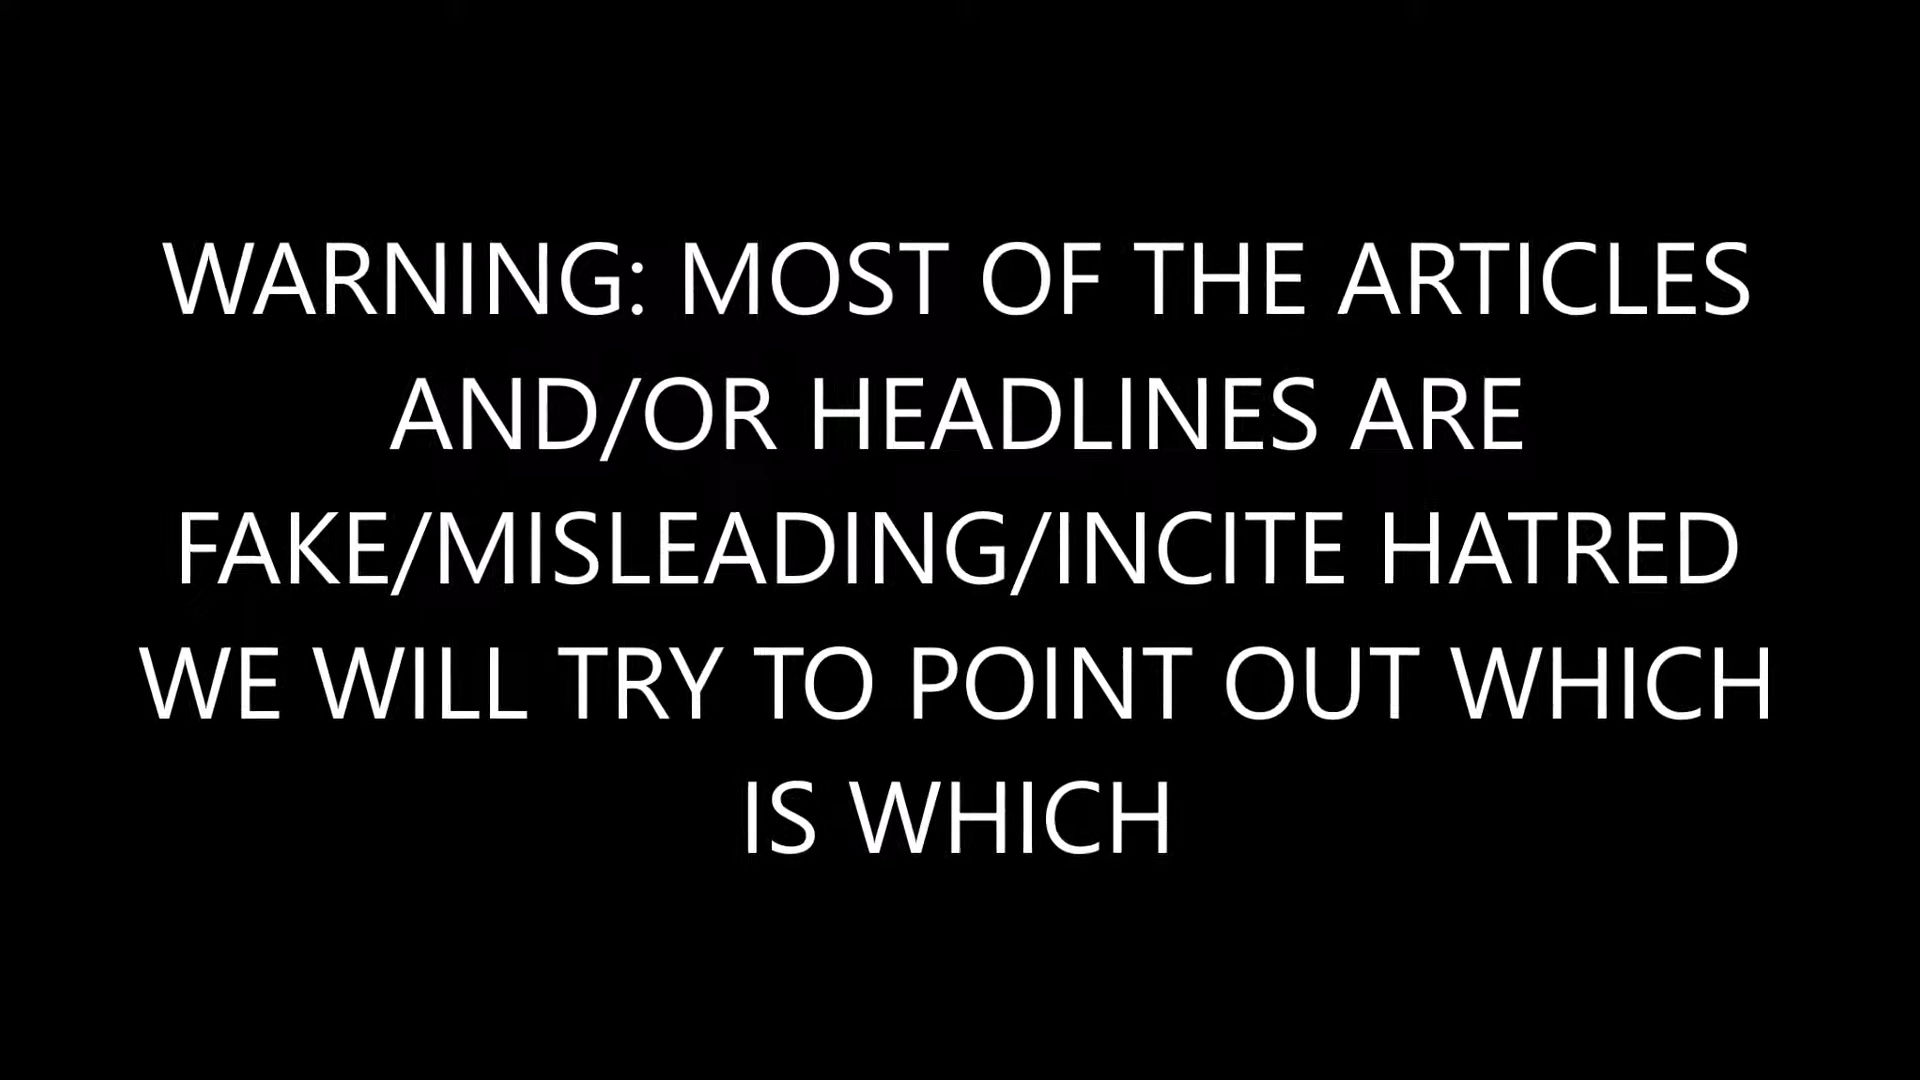 WARNING: MOST OF THE ARTICLES
AND/OR HEADLINES ARE
FAKE/MISLEADING/INCITE HATRED
WE WILL TRY TO POINT OUT WHICH
IS WHICH